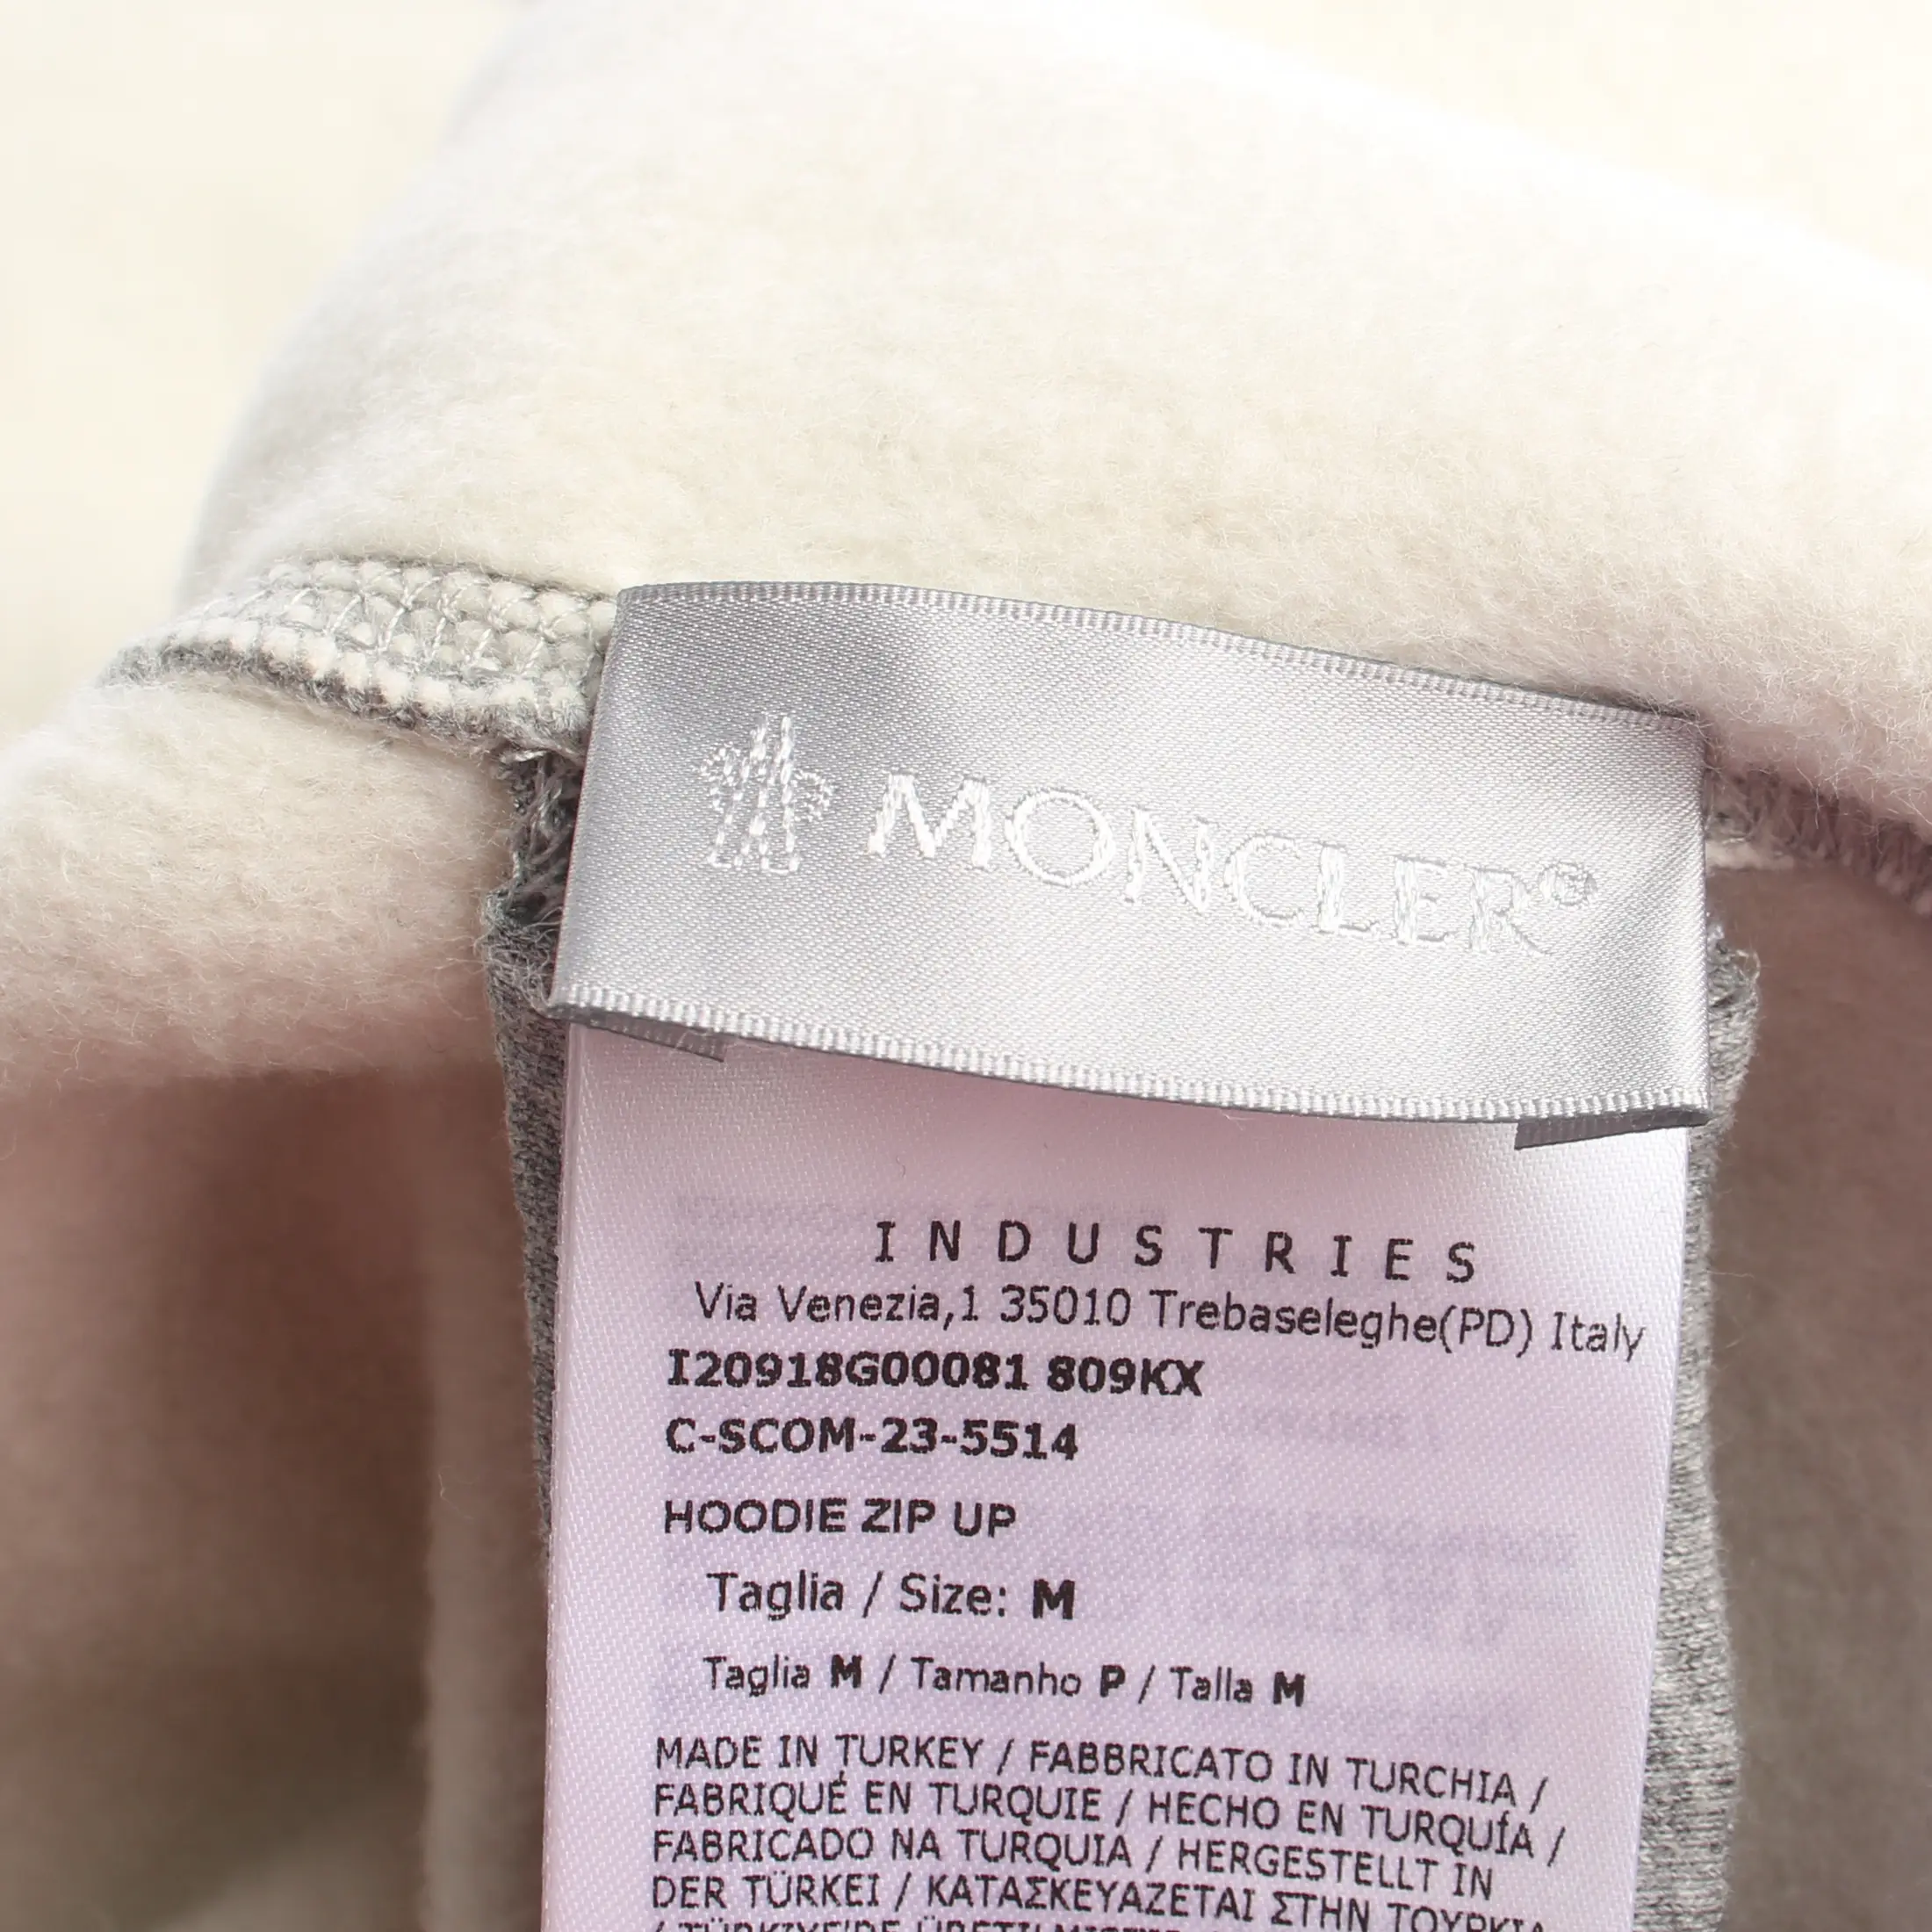 MONCLER®
INDUSTRIES
Via Venezia,1 35010 Trebaseleghe(PD) Italy
I20918G00081 809KX
C-SCOM-23-5514
HOODIE ZIP UP
Taglia / Size: M
Taglia M / Tamanho P / Talla M
MADE IN TURKEY / FABBRICATO IN TURCHIA /
FABRIQUÉ EN TURQUIE / HECHO EN TURQUÍA /
FABRICADO NA TURQUIA / HERGESTELLT IN
DER TÜRKEI / ΚΑΤΑΣΚΕΥΑΖΕΤΑΙ ΣΤΗΝ ΤΟΥΡΚΙΑ